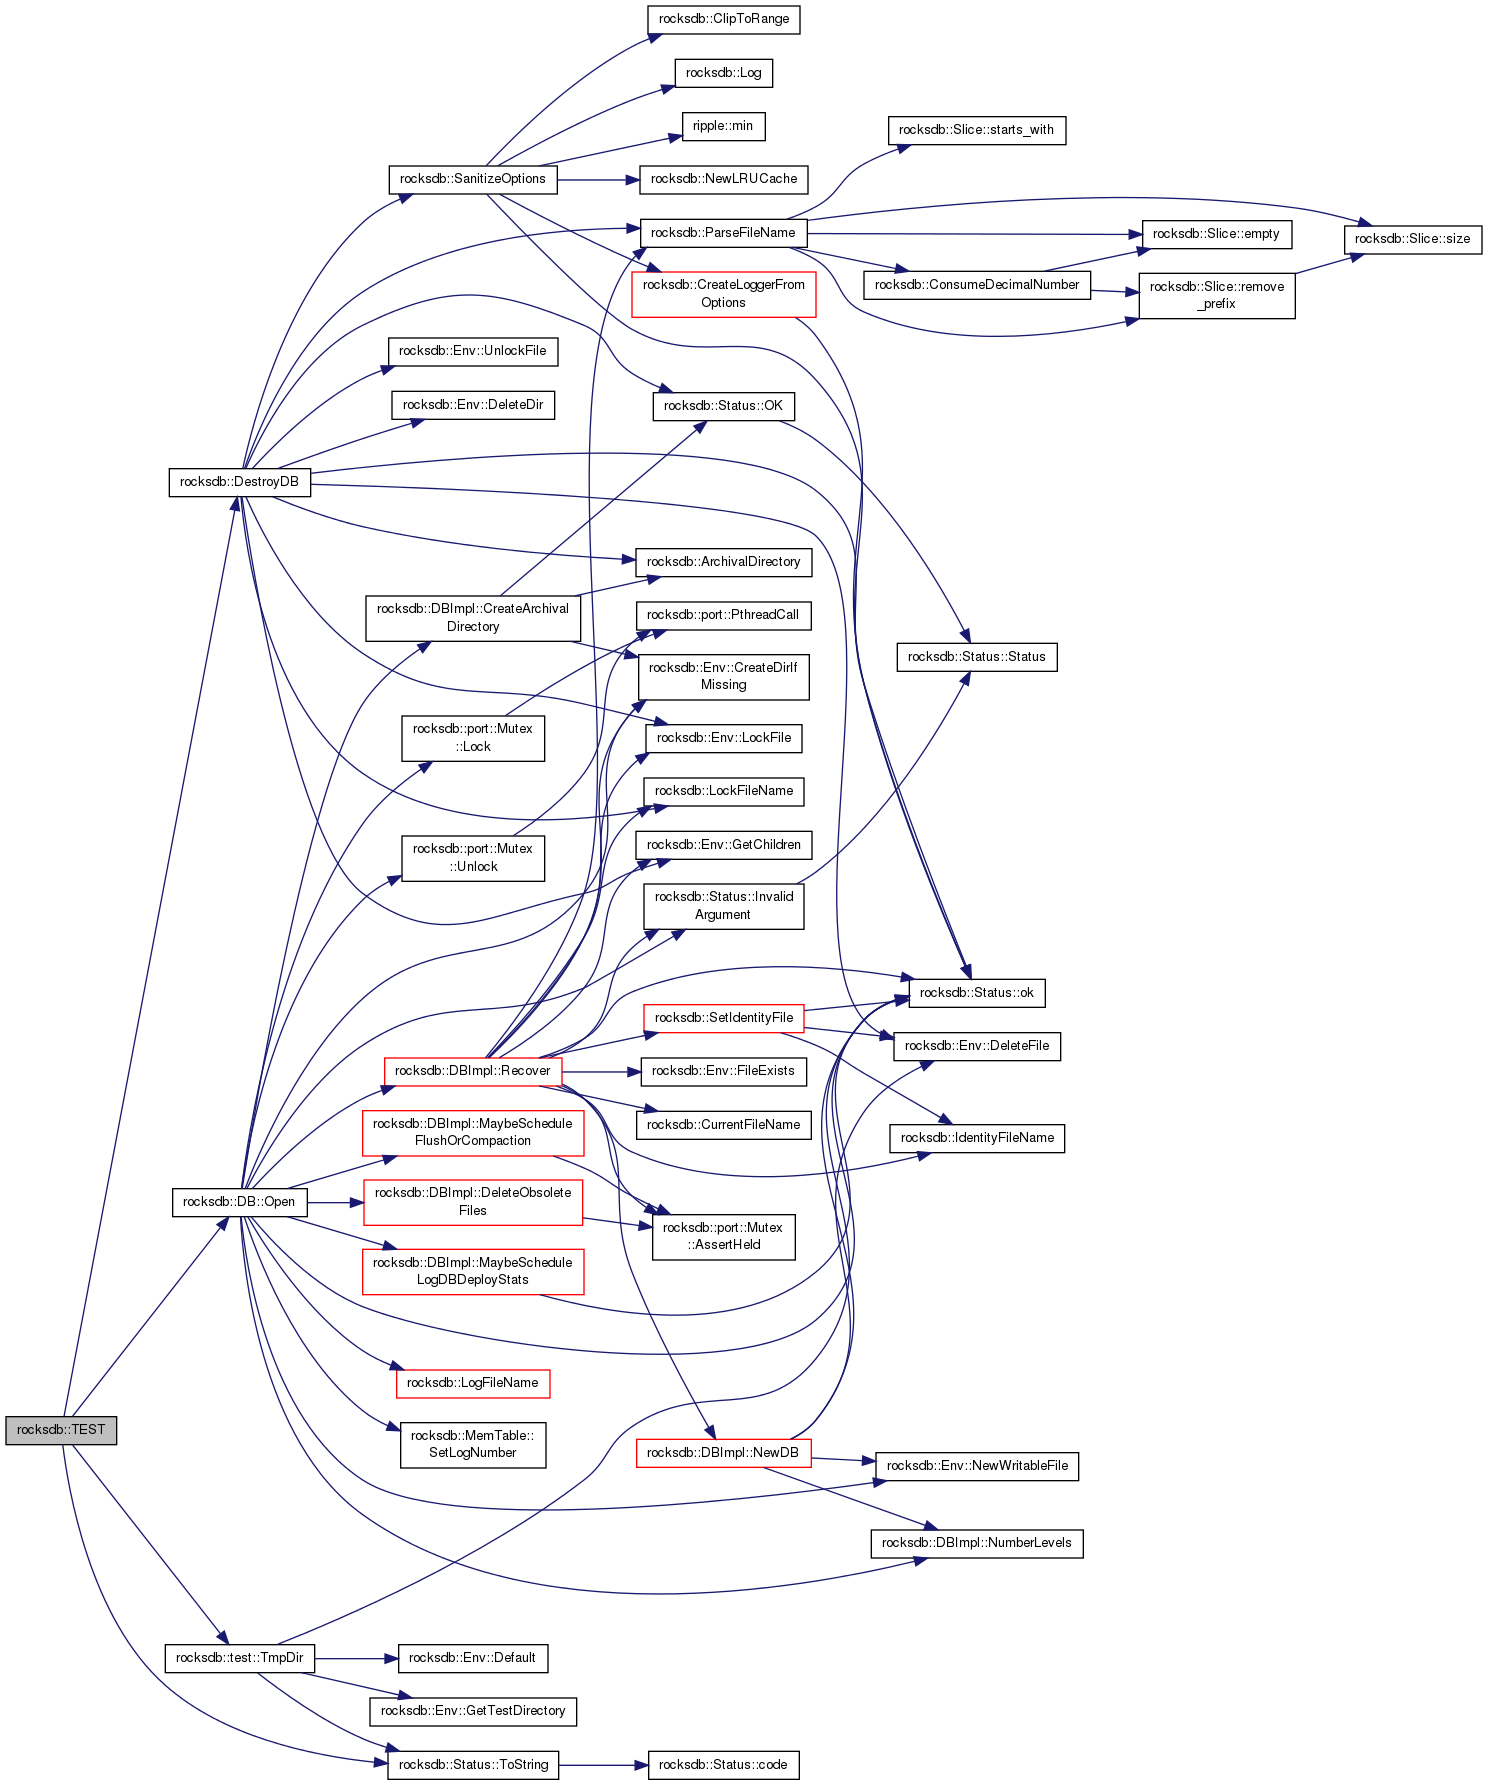 rocksdb::ClipToRange
rocksdb::Log
ripple::min
rocksdb::Slice::starts_with
rocksdb::SanitizeOptions
rocksdb::NewLRUCache
rocksdb::ParseFileName
rocksdb::Slice::empty
rocksdb::Slice::size
rocksdb::CreateLoggerFrom
Options
rocksdb::ConsumeDecimalNumber
rocksdb::Slice::remove
_prefix
rocksdb::Env::UnlockFile
rocksdb::Env::DeleteDir
rocksdb::Status::OK
rocksdb::DestroyDB
rocksdb::ArchivalDirectory
rocksdb::DBImpl::CreateArchival
Directory
rocksdb::port::PthreadCall
rocksdb::Status::Status
rocksdb::Env::CreateDirIf
Missing
rocksdb::port::Mutex
::Lock
rocksdb::Env::LockFile
rocksdb::LockFileName
rocksdb::port::Mutex
::Unlock
rocksdb::Env::GetChildren
rocksdb::Status::Invalid
Argument
rocksdb::Status::ok
rocksdb::SetIdentityFile
rocksdb::Env::DeleteFile
rocksdb::DBImpl::Recover
rocksdb::Env::FileExists
rocksdb::CurrentFileName
rocksdb::IdentityFileName
rocksdb::DBImpl::MaybeSchedule
FlushOrCompaction
rocksdb::DB::Open
rocksdb::DBImpl::DeleteObsolete
Files
rocksdb::port::Mutex
::AssertHeld
rocksdb::DBImpl::MaybeSchedule
LogDBDeployStats
rocksdb::LogFileName
rocksdb::TEST
rocksdb::MemTable::
SetLogNumber
rocksdb::DBImpl::NewDB
rocksdb::Env::NewWritableFile
rocksdb::DBImpl::NumberLevels
rocksdb::test::TmpDir
rocksdb::Env::Default
rocksdb::Env::GetTestDirectory
rocksdb::Status::ToString
rocksdb::Status::code